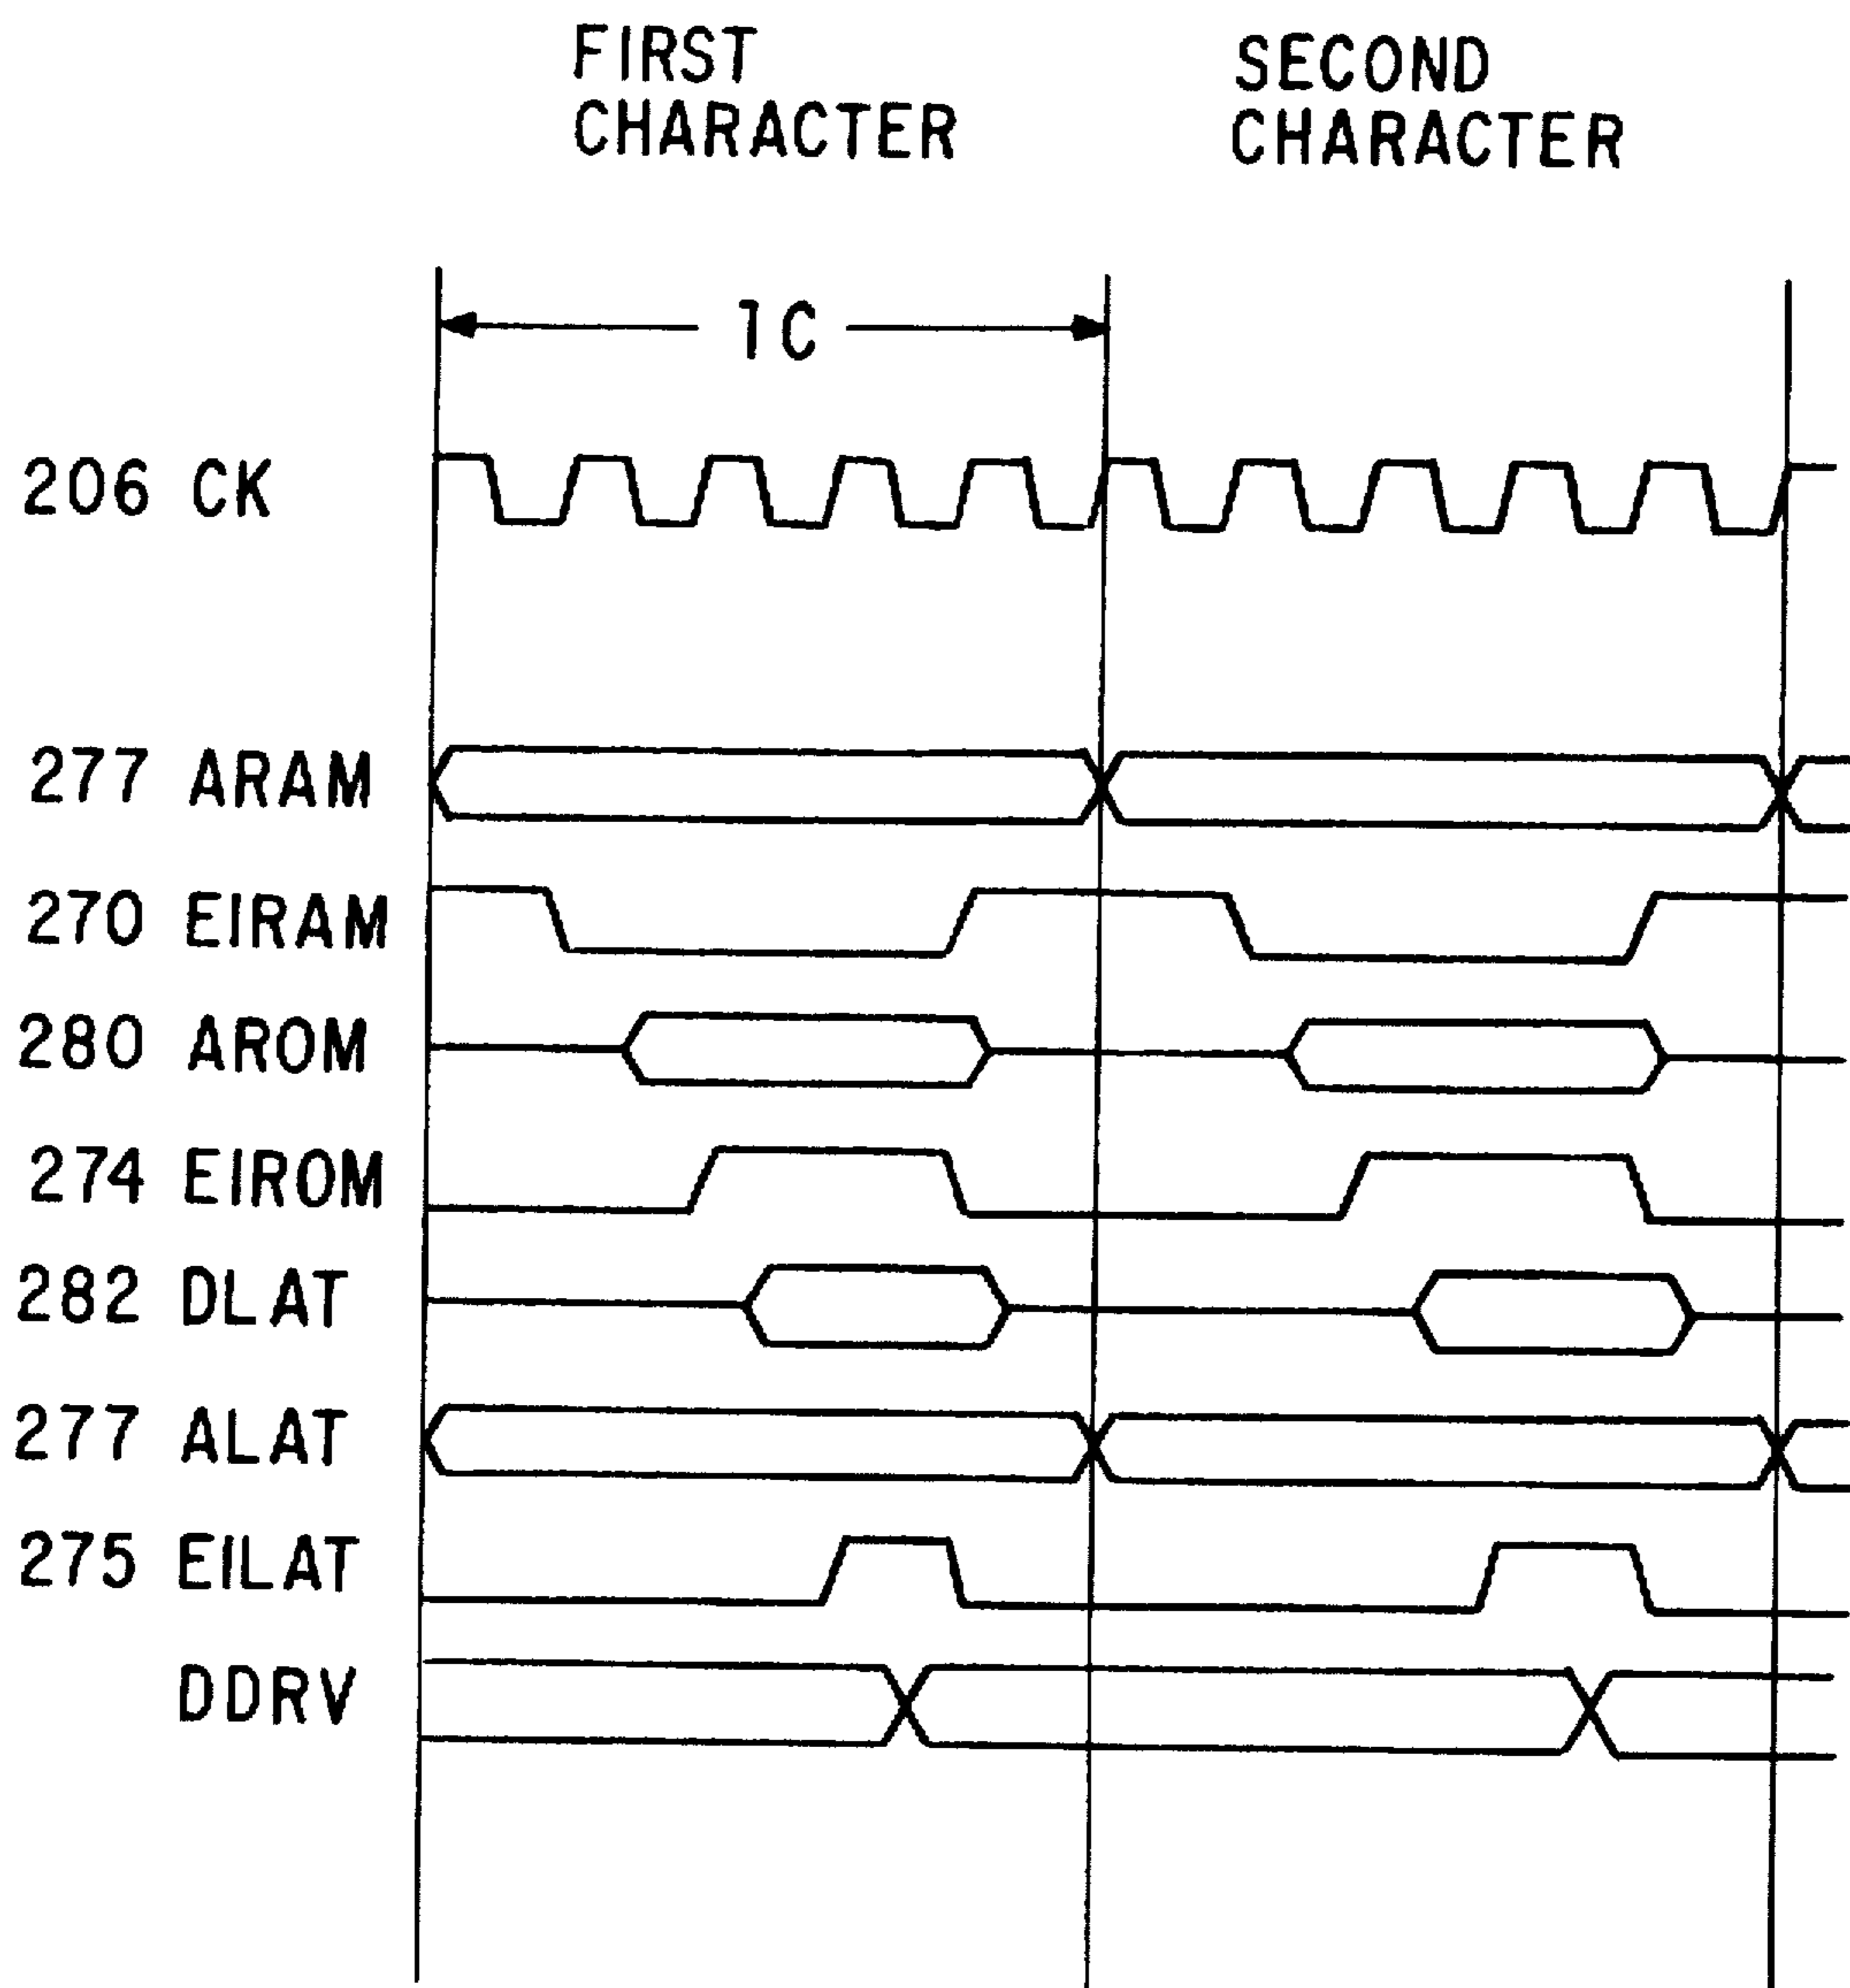 FIRST
CHARACTER
SECOND
CHARACTER
TC
206 CK
277 ARAM
270 EIRAM
280 AROM
274 EIROM
282 DLAT
277 ALAT
275 EILAT
DDRV